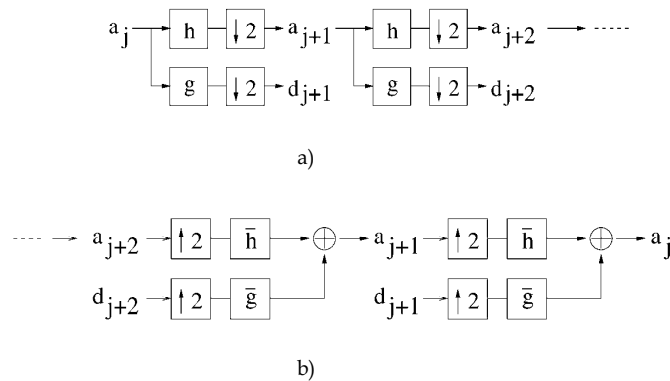 a_j h ↓2 a_{j+1} h ↓2 a_{j+2}
g ↓2 d_{j+1} g ↓2 d_{j+2}
a)
a_{j+2} ↑2 h̄ a_{j+1} ↑2 h̄ a_j
d_{j+2} ↑2 ḡ d_{j+1} ↑2 ḡ
b)